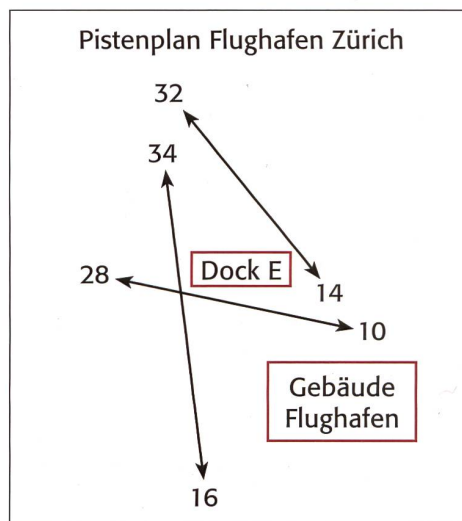 Pistenplan Flughafen Zürich
32
34
28
Dock E
14
10
Gebäude
Flughafen
16